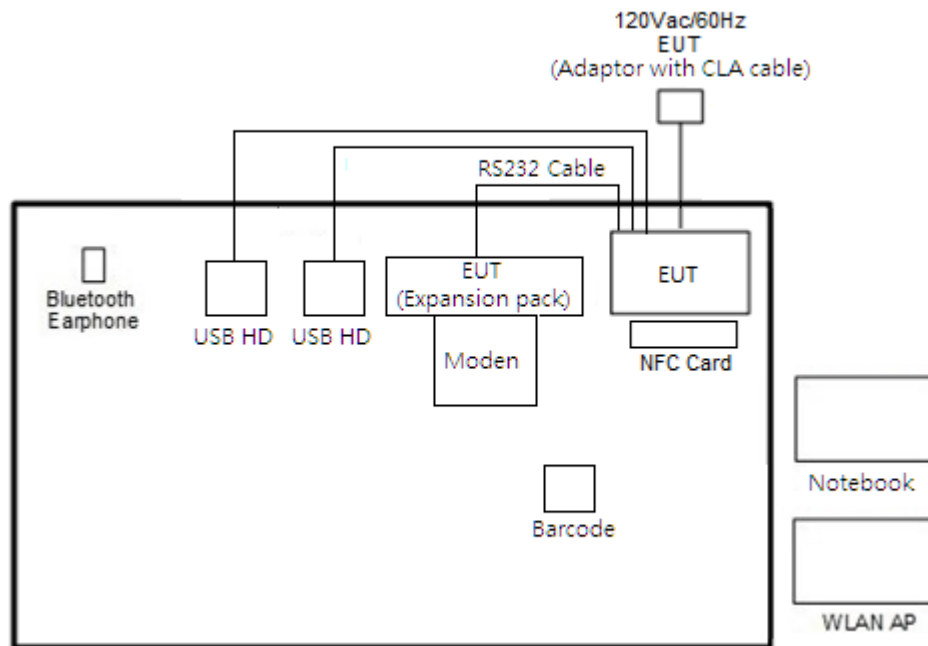 120Vac/60Hz
EUT
(Adaptor with CLA cable)
RS232 Cable
EUT
(Expansion pack)
EUT
Bluetooth
Earphone
USB HD
USB HD
Moden
NFC Card
Notebook
Barcode
WLAN AP